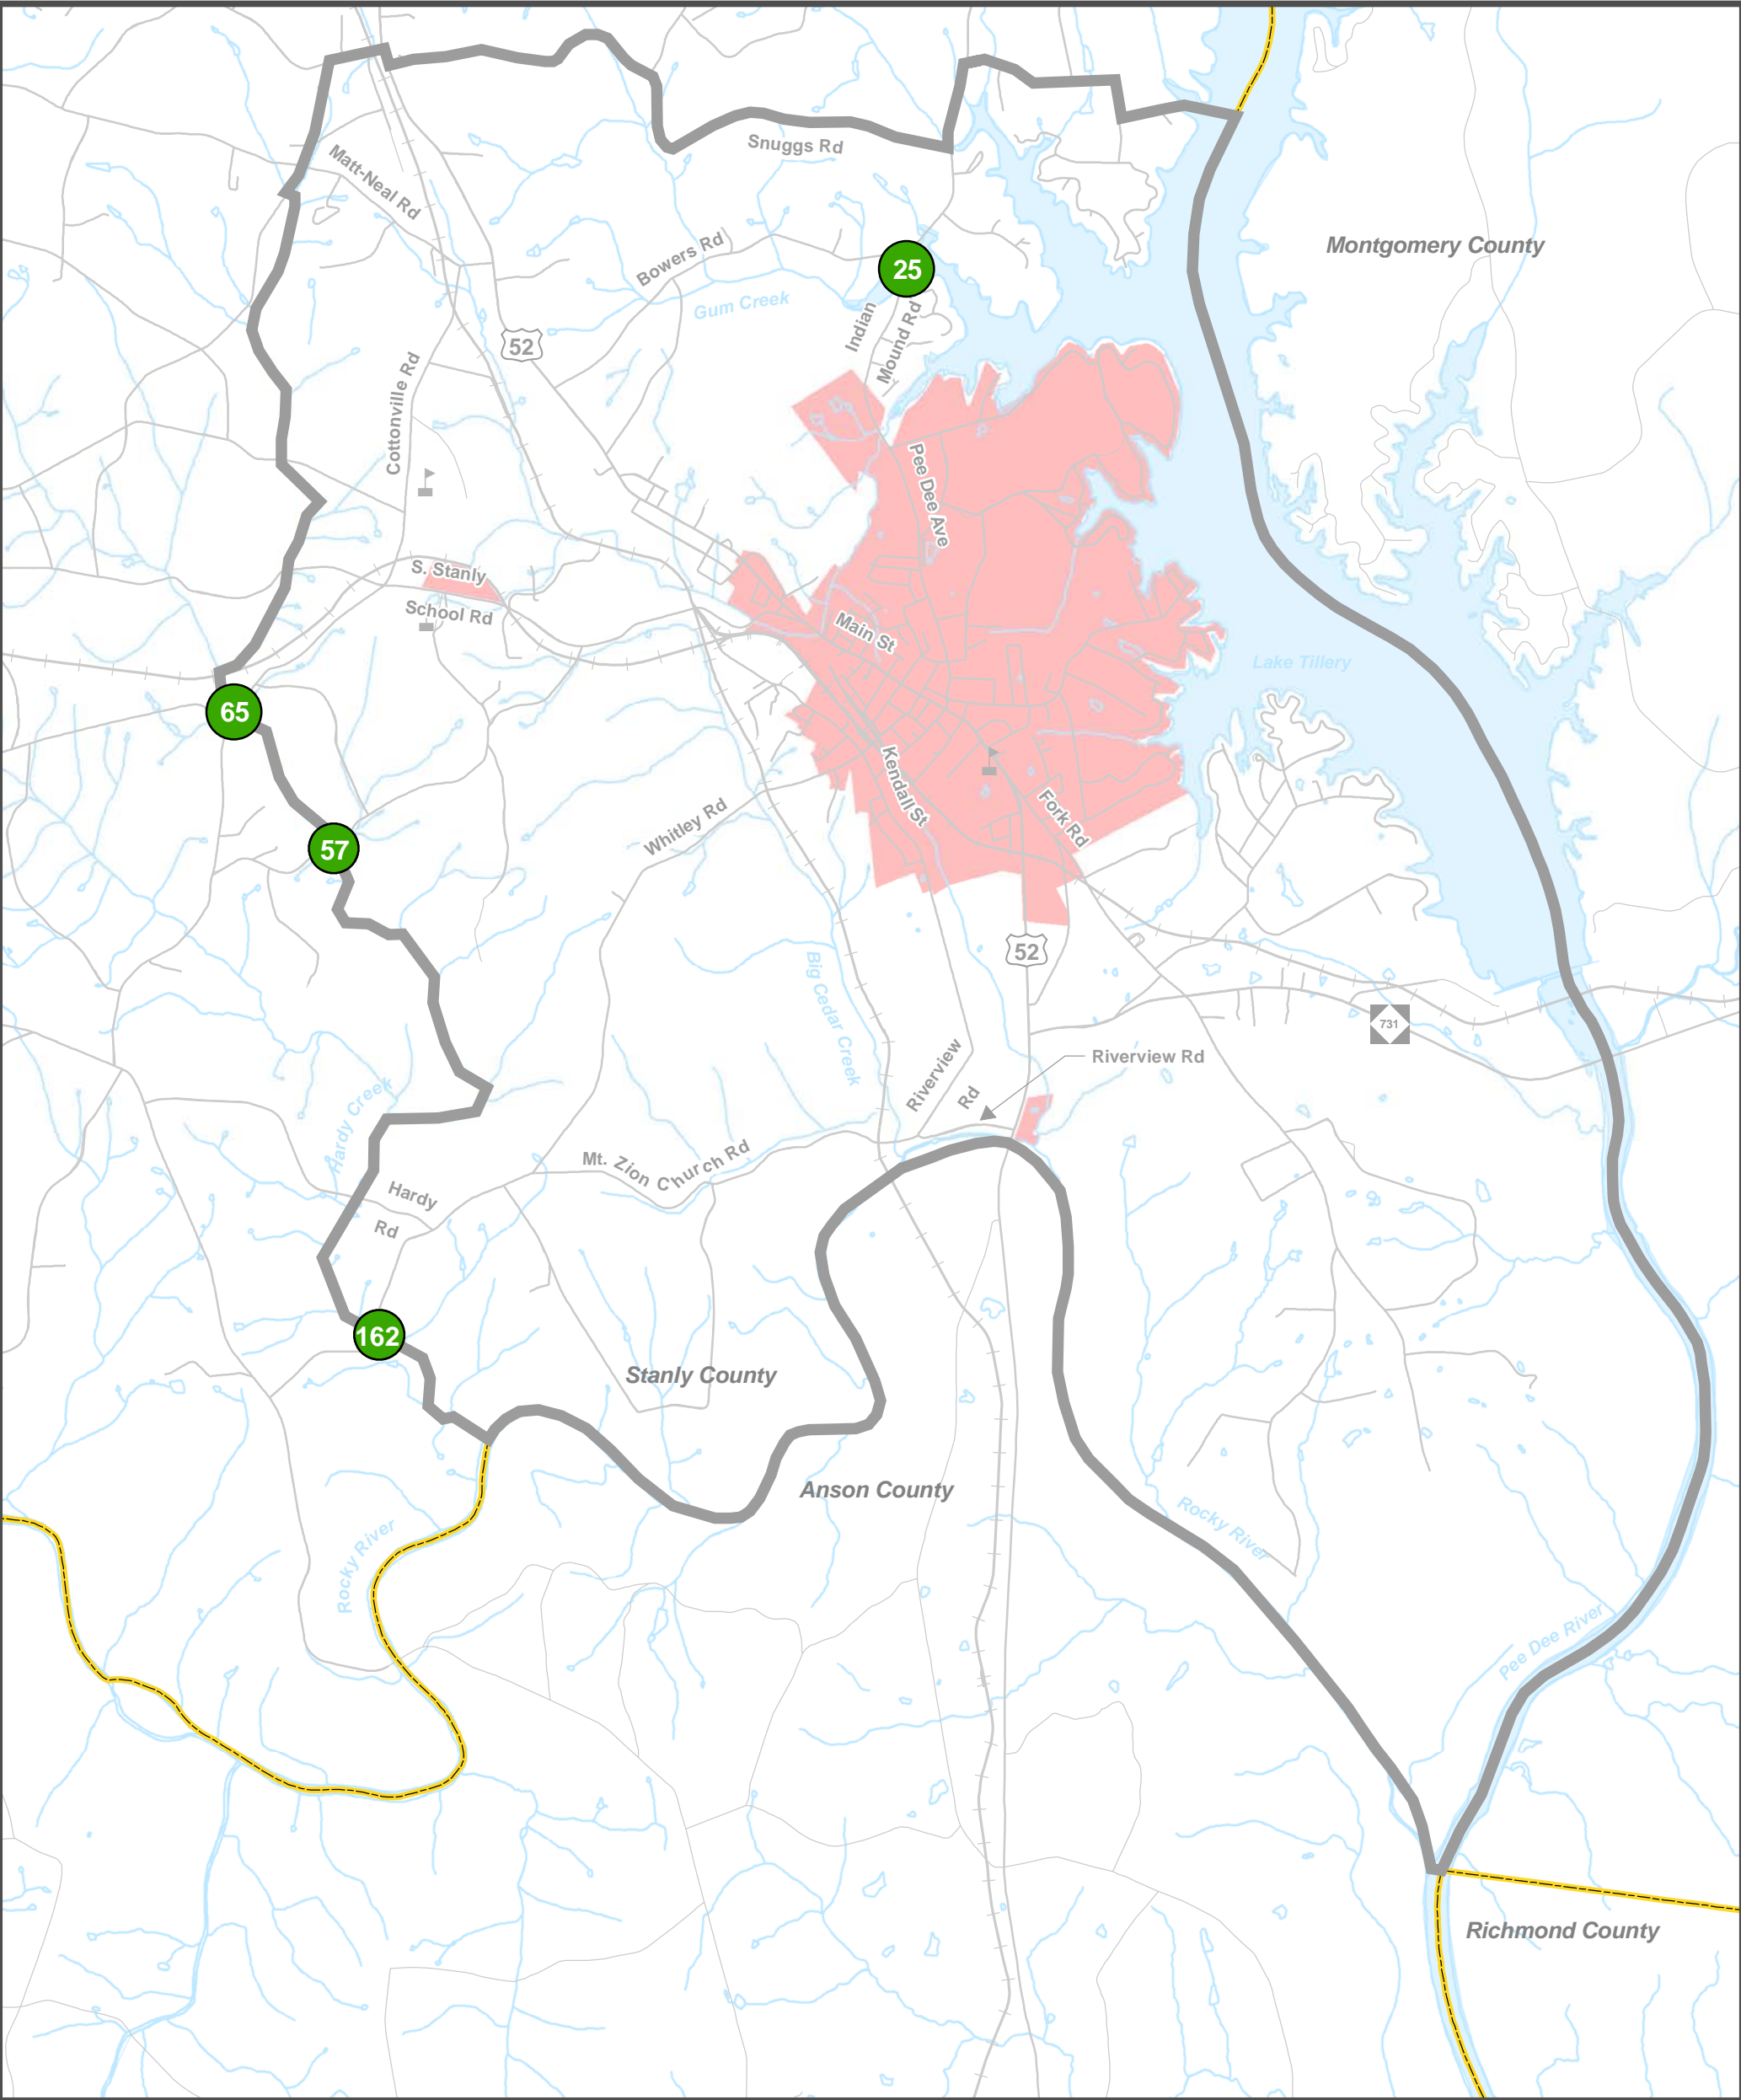 Snuggs Rd
Matt-Neal Rd
Montgomery County
Bowers Rd
25
Gum Creek
Indian
Mound Rd
52
Cottonville Rd
Pee Dee Ave
S. Stanly
School Rd
Main St
Lake Tillery
65
Kendall St
Fork Rd
Whitley Rd
57
52
Big Cedar Creek
731
Riverview Rd
Riverview
Rd
Hardy Creek
Mt. Zion Church Rd
Hardy
Rd
162
Stanly County
Anson County
Rocky River
Rocky River
Pee Dee River
Richmond County